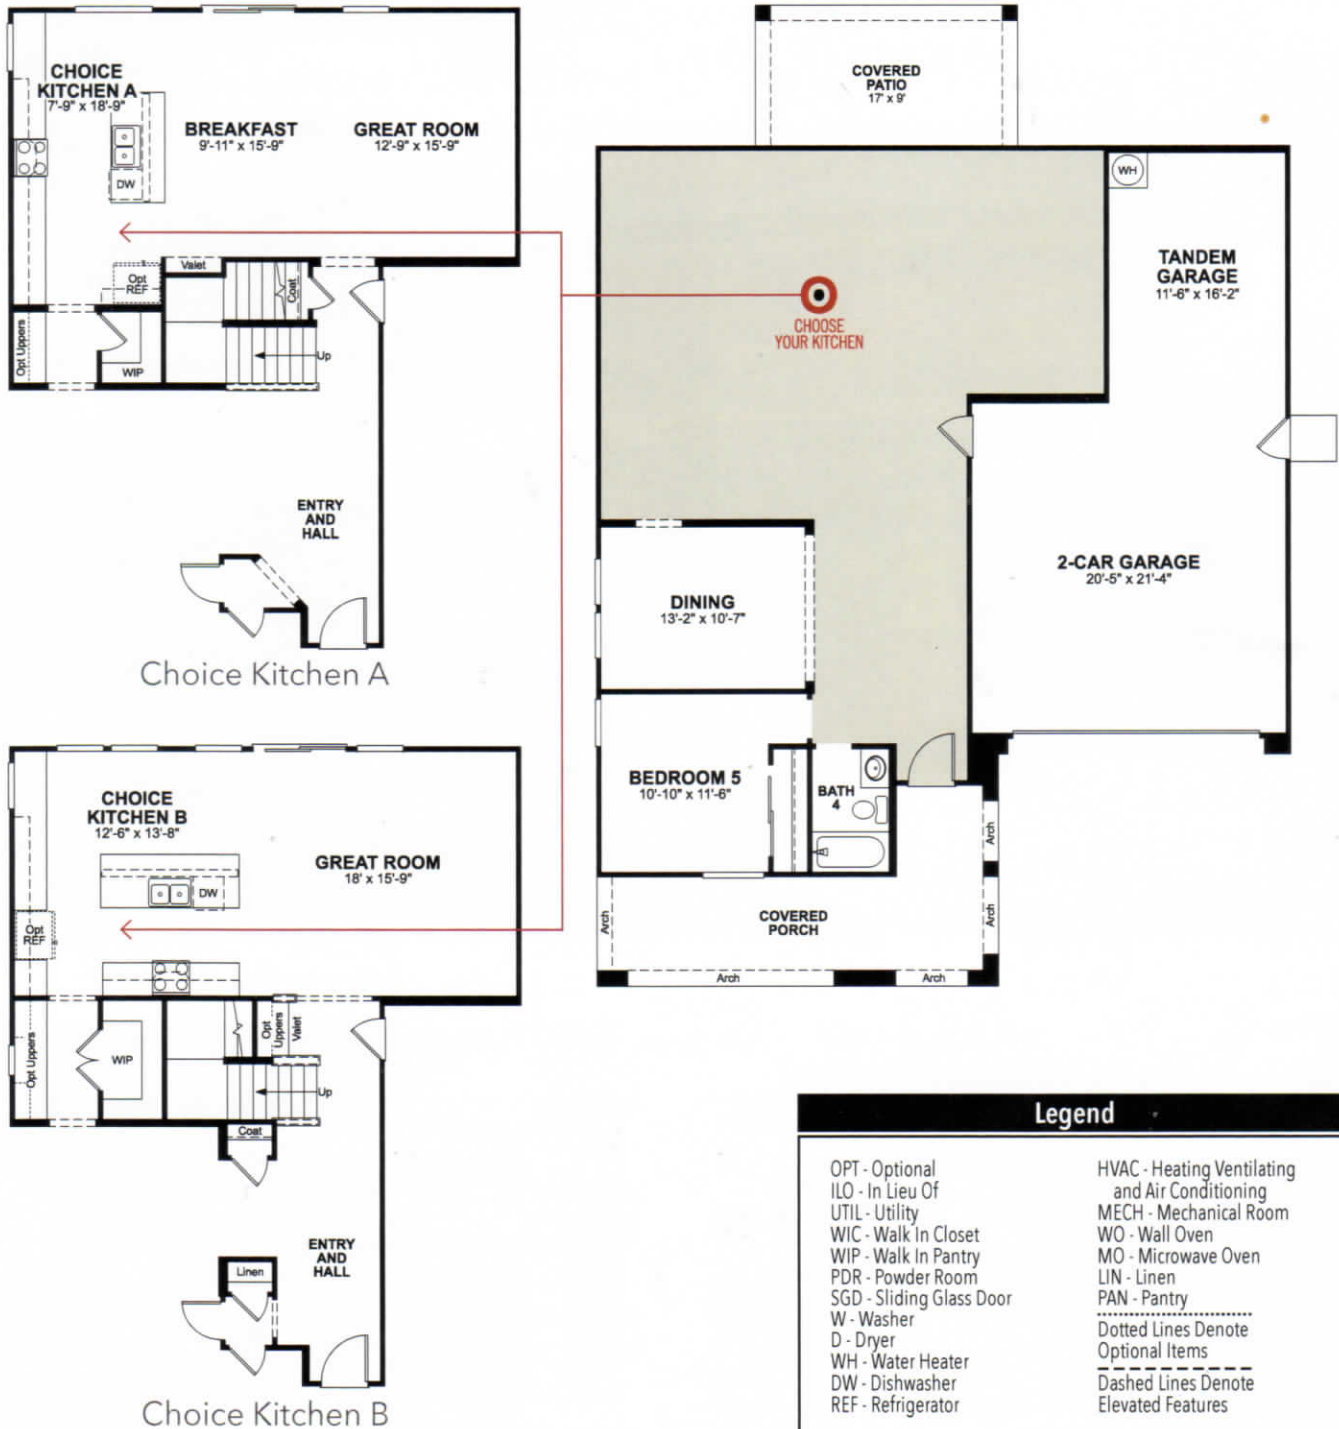 CHOICE
KITCHEN A
7'-9" x 18'-9"
BREAKFAST
9'-11" x 15'-9"
GREAT ROOM
12'-9" x 15'-9"
DW
Opt
REF
Valet
Coat
Opt Uppers
WIP
Up
ENTRY
AND
HALL
Choice Kitchen A
CHOICE
KITCHEN B
12'-6" x 13'-8"
GREAT ROOM
18' x 15'-9"
DW
Opt
REF
Opt Uppers
WIP
Opt
Uppers
Valet
Up
Coat
ENTRY
AND
HALL
Linen
Choice Kitchen B
COVERED
PATIO
17' x 9'
WH
TANDEM
GARAGE
11'-6" x 16'-2"
CHOOSE
YOUR KITCHEN
2-CAR GARAGE
20'-5" x 21'-4"
DINING
13'-2" x 10'-7"
BEDROOM 5
10'-10" x 11'-6"
BATH
4
Arch
Arch
Arch
COVERED
PORCH
Arch
Arch
Legend
OPT - Optional
ILO - In Lieu Of
UTIL - Utility
WIC - Walk In Closet
WIP - Walk In Pantry
PDR - Powder Room
SGD - Sliding Glass Door
W - Washer
D - Dryer
WH - Water Heater
DW - Dishwasher
REF - Refrigerator
HVAC - Heating Ventilating
and Air Conditioning
MECH - Mechanical Room
WO - Wall Oven
MO - Microwave Oven
LIN - Linen
PAN - Pantry
Dotted Lines Denote
Optional Items
Dashed Lines Denote
Elevated Features